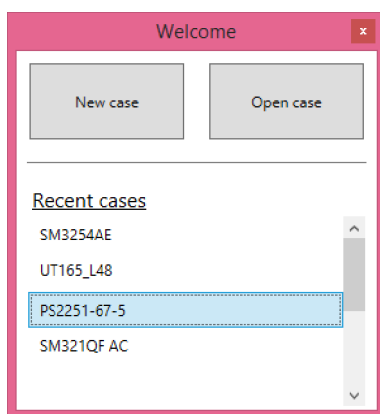 Welcome
x
New case
Open case
Recent cases
SM3254AE
UT165_L48
PS2251-67-5
SM321QF AC